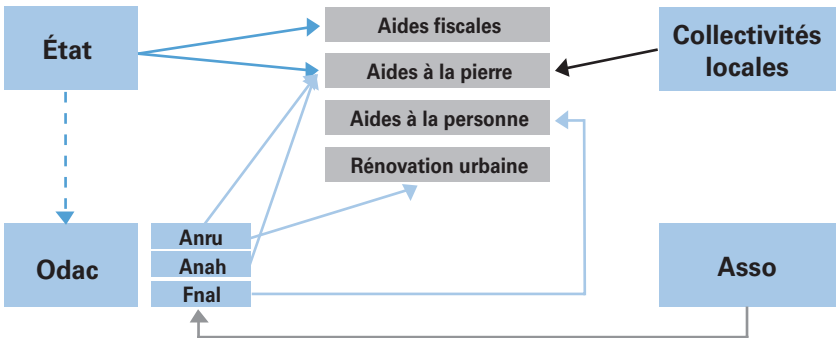 État
Aides fiscales
Aides à la pierre
Aides à la personne
Rénovation urbaine
Collectivités
locales
Odac
Anru
Anah
Fnal
Asso